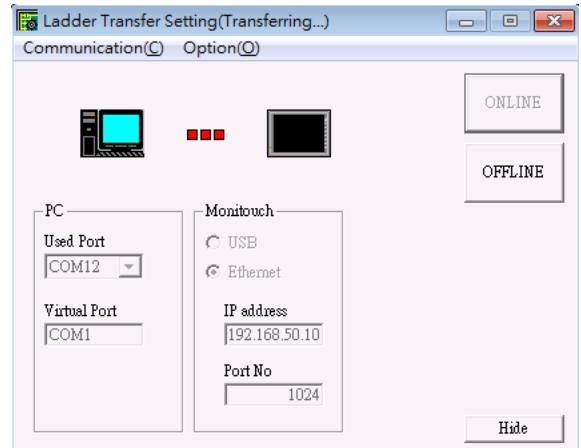 Ladder Transfer Setting(Transferring...)
Communication(C) Option(O)
ONLINE
OFFLINE
PC
Used Port
COM12
Virtual Port
COM1
Monitouch
USB
Ethernet
IP address
192.168.50.10
Port No
1024
Hide